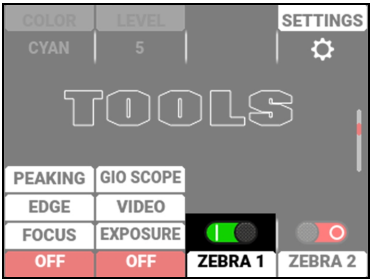 COLOR LEVEL SETTINGS
CYAN 5
TOOLS
PEAKING GIO SCOPE
EDGE VIDEO
FOCUS EXPOSURE
OFF OFF ZEBRA 1 ZEBRA 2